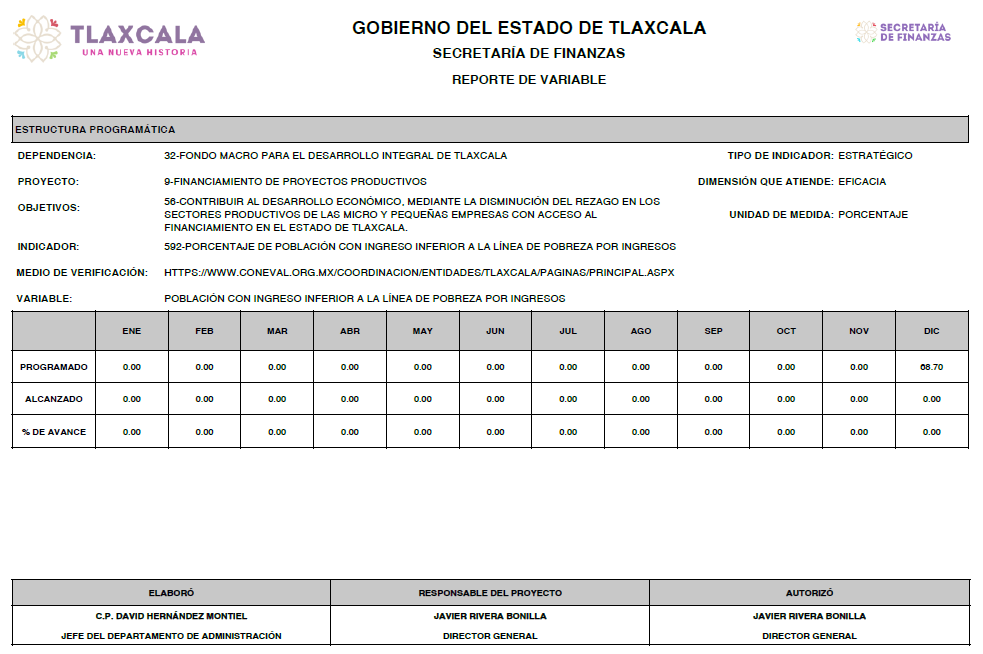 TLAXCALA
UNA NUEVA HISTORIA
GOBIERNO DEL ESTADO DE TLAXCALA
SECRETARÍA DE FINANZAS
REPORTE DE VARIABLE
SECRETARÍA
DE FINANZAS
ESTRUCTURA PROGRAMÁTICA
DEPENDENCIA: 32-FONDO MACRO PARA EL DESARROLLO INTEGRAL DE TLAXCALA TIPO DE INDICADOR: ESTRATÉGICO
PROYECTO: 9-FINANCIAMIENTO DE PROYECTOS PRODUCTIVOS DIMENSIÓN QUE ATIENDE: EFICACIA
OBJETIVOS: 56-CONTRIBUIR AL DESARROLLO ECONÓMICO, MEDIANTE LA DISMINUCIÓN DEL REZAGO EN LOS
SECTORES PRODUCTIVOS DE LAS MICRO Y PEQUEÑAS EMPRESAS CON ACCESO AL UNIDAD DE MEDIDA: PORCENTAJE
FINANCIAMIENTO EN EL ESTADO DE TLAXCALA.
INDICADOR: 592-PORCENTAJE DE POBLACIÓN CON INGRESO INFERIOR A LA LÍNEA DE POBREZA POR INGRESOS
MEDIO DE VERIFICACIÓN: HTTPS://WWW.CONEVAL.ORG.MX/COORDINACION/ENTIDADES/TLAXCALA/PAGINAS/PRINCIPAL.ASPX
VARIABLE: POBLACIÓN CON INGRESO INFERIOR A LA LÍNEA DE POBREZA POR INGRESOS
ENE FEB MAR ABR MAY JUN JUL AGO SEP OCT NOV DIC
PROGRAMADO 0.00 0.00 0.00 0.00 0.00 0.00 0.00 0.00 0.00 0.00 0.00 68.70
ALCANZADO 0.00 0.00 0.00 0.00 0.00 0.00 0.00 0.00 0.00 0.00 0.00 0.00
% DE AVANCE 0.00 0.00 0.00 0.00 0.00 0.00 0.00 0.00 0.00 0.00 0.00 0.00
ELABORÓ RESPONSABLE DEL PROYECTO AUTORIZÓ
C.P. DAVID HERNÁNDEZ MONTIEL JAVIER RIVERA BONILLA JAVIER RIVERA BONILLA
JEFE DEL DEPARTAMENTO DE ADMINISTRACIÓN DIRECTOR GENERAL DIRECTOR GENERAL